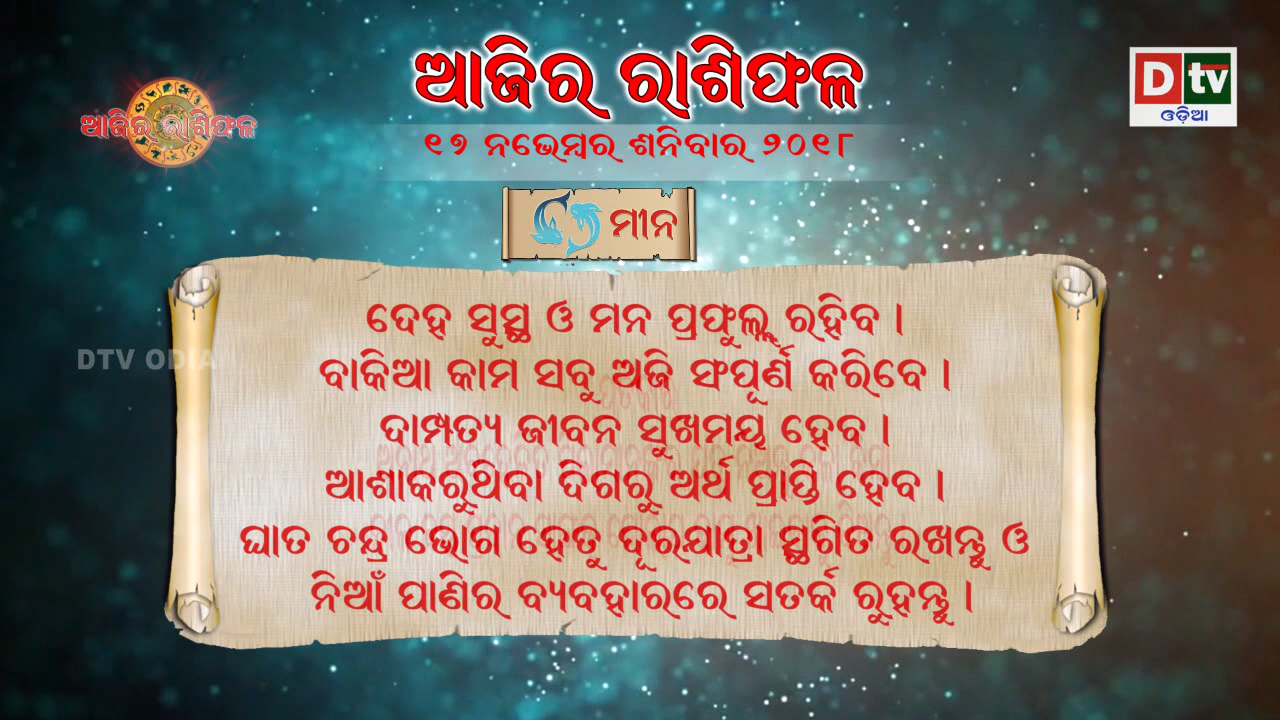 ଆଜିର ରାଶିଫଳ
୧୭ ନଭେମ୍ବର ଶନିବାର ୨୦୧୮
ଆଜିର ରାଶିଫଳ
D tv
ଓଡ଼ିଆ
ମୀନ
ଦେହ ସୁସ୍ଥ ଓ ମନ ପ୍ରଫୁଲ୍ଲ ରହିବ ।
ବାକିଆ କାମ ସବୁ ଅଜି ସଂପୂର୍ଣ କରିବେ ।
ଦାମ୍ପତ୍ୟ ଜୀବନ ସୁଖମୟ ହେବ ।
ଆଶାକରୁଥିବା ଦିଗରୁ ଅର୍ଥ ପ୍ରାପ୍ତି ହେବ ।
ଘାତ ଚନ୍ଦ୍ର ଭୋଗ ହେତୁ ଦୂରଯାତ୍ରା ସ୍ଥଗିତ ରଖନ୍ତୁ ଓ
ନିଆଁ ପାଣିର ବ୍ୟବହାରରେ ସତର୍କ ରୁହନ୍ତୁ ।
DTV ODIA